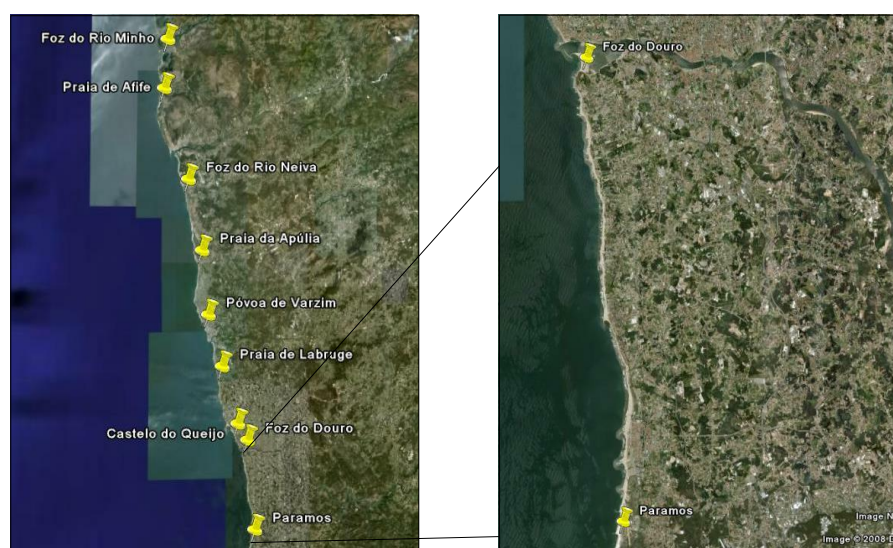 Foz do Rio Minho
Praia de Afife
Foz do Rio Neiva
Praia da Apúlia
Póvoa de Varzim
Praia de Labruge
Castelo do Queijo
Foz do Douro
Paramos
Foz do Douro
Paramos
Image N
Image © 2008